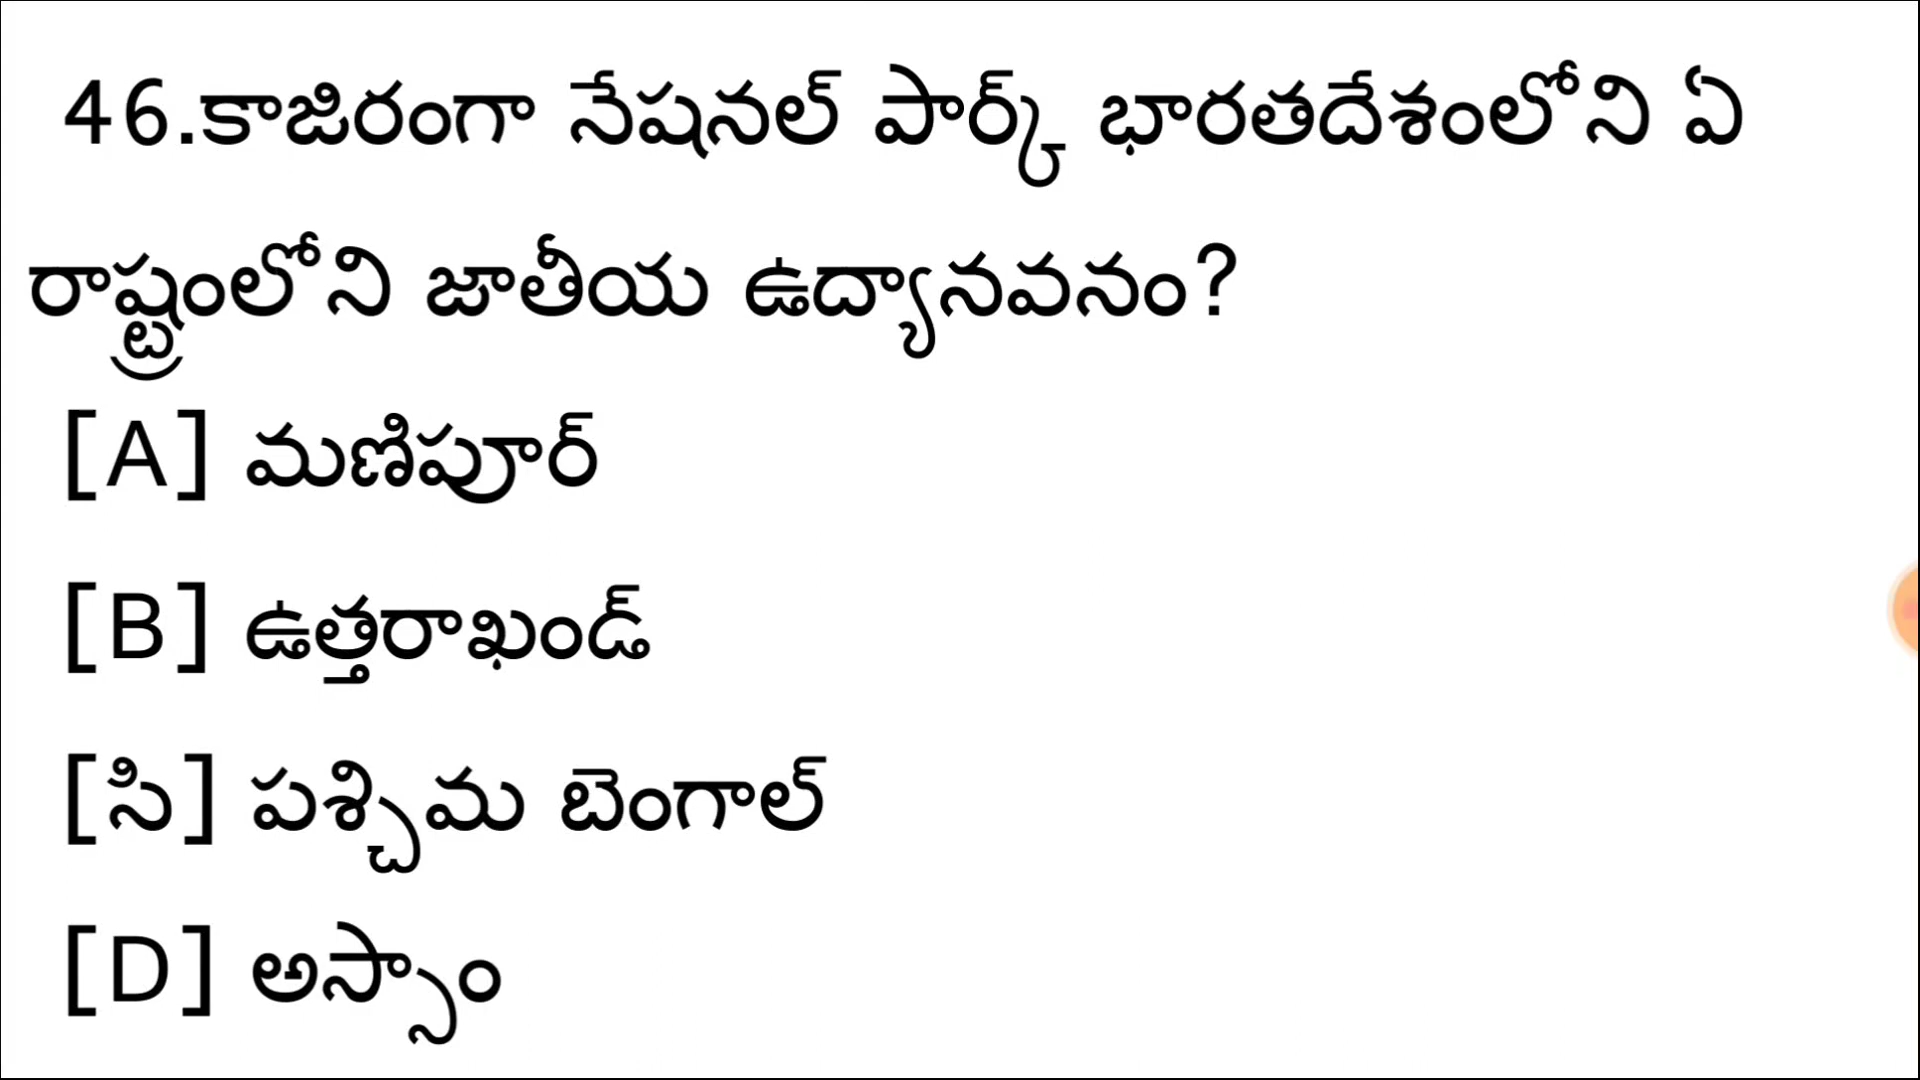 46.కాజిరంగా నేషనల్ పార్క్ భారతదేశంలోని ఏ
రాష్ట్రంలోని జాతీయ ఉద్యానవనం?
[A] మణిపూర్
[B] ఉత్తరాఖండ్
[సి] పశ్చిమ బెంగాల్
[D] అస్సాం